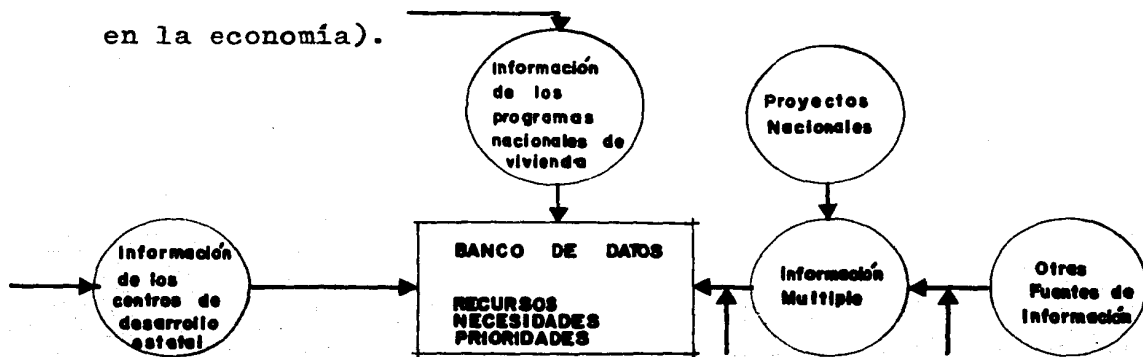 en la economía).
Información
de los
programas
nacionales de
vivienda
Proyectos
Nacionales
Información
de los
centros de
desarrollo
estatal
BANCO DE DATOS
RECURSOS
NECESIDADES
PRIORIDADES
Información
Multiple
Otras
Fuentes de
Información